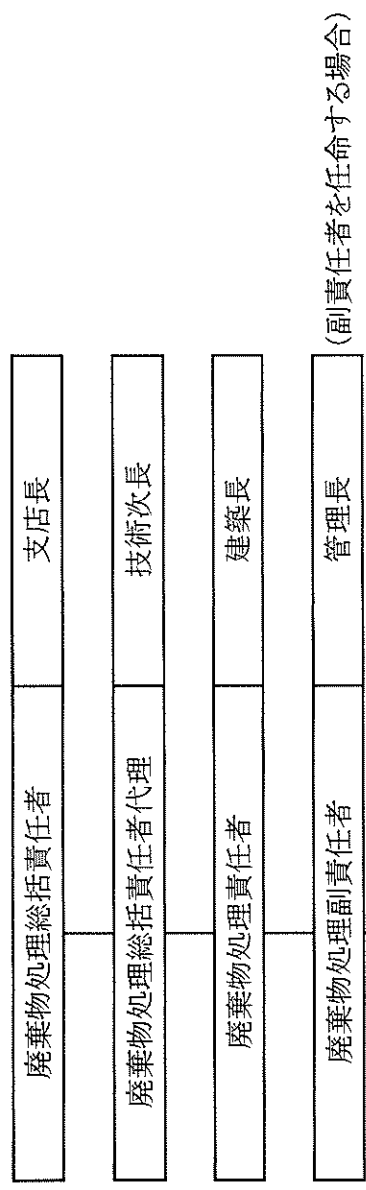 廃棄物処理総括責任者 支店長
廃棄物処理総括責任者代理 技術次長
廃棄物処理責任者 建築長
廃棄物処理副責任者 管理長 (副責任者を任命する場合)